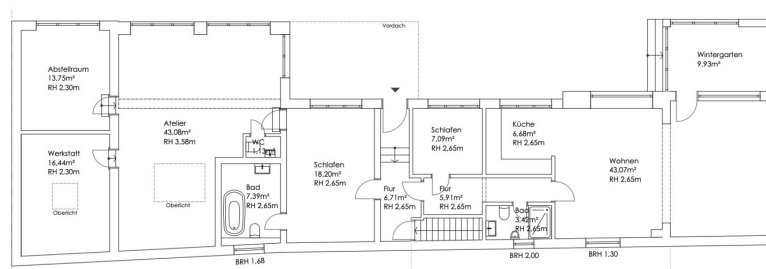 Vordach
Abstellraum
13,75m²
RH 2,30m
Wintergarten
9,93m²
Atelier
43,08m²
RH 3,58m
WC
1,13m²
Werkstatt
16,44m²
RH 2,30m
Oberlicht
Oberlicht
Bad
7,39m²
RH 2,65m
Schlafen
18,20m²
RH 2,65m
Flur
6,71m²
RH 2,65m
Schlafen
7,09m²
RH 2,65m
Flur
5,91m²
RH 2,65m
Küche
6,68m²
RH 2,65m
Bad
3,42m²
RH 2,65m
Wohnen
43,07m²
RH 2,65m
BRH 1,68
BRH 2,00
BRH 1,30